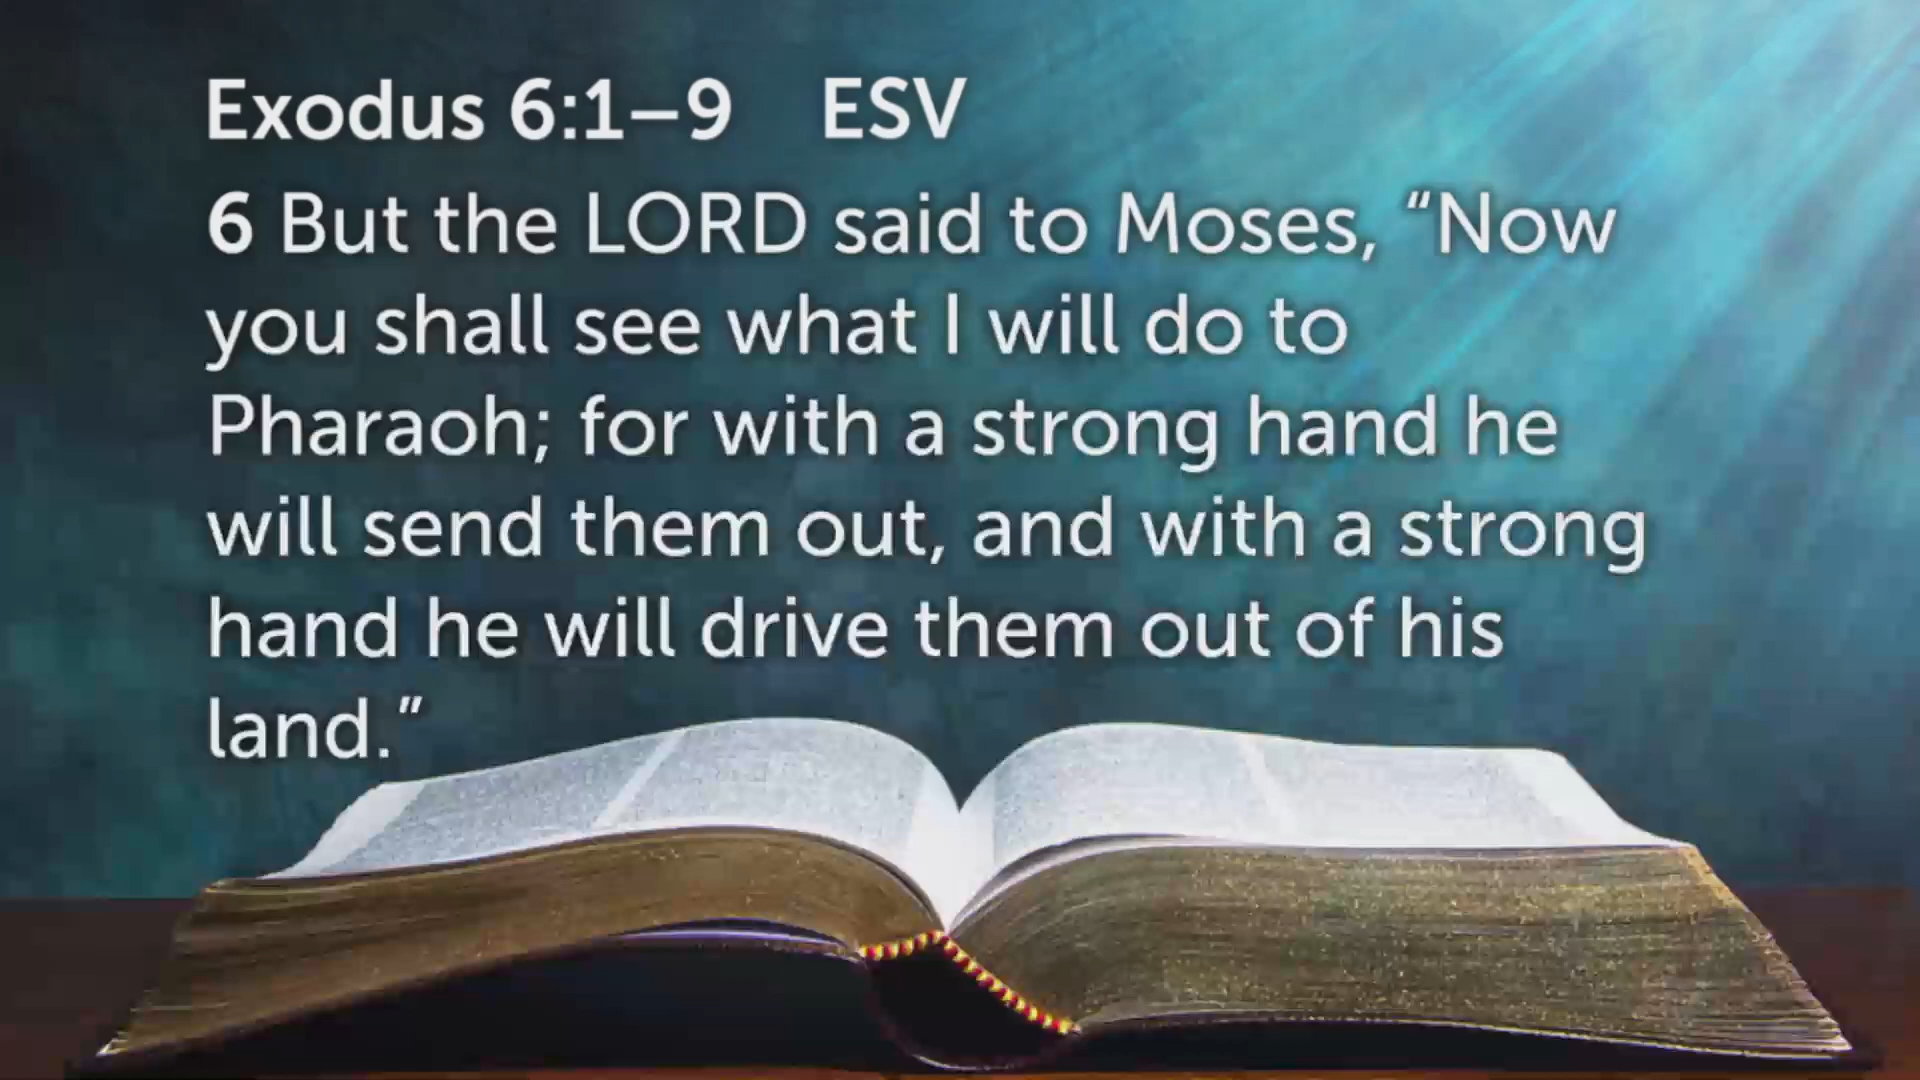 Exodus 6:1–9 ESV
6 But the LORD said to Moses, “Now
you shall see what I will do to
Pharaoh; for with a strong hand he
will send them out, and with a strong
hand he will drive them out of his
land.”